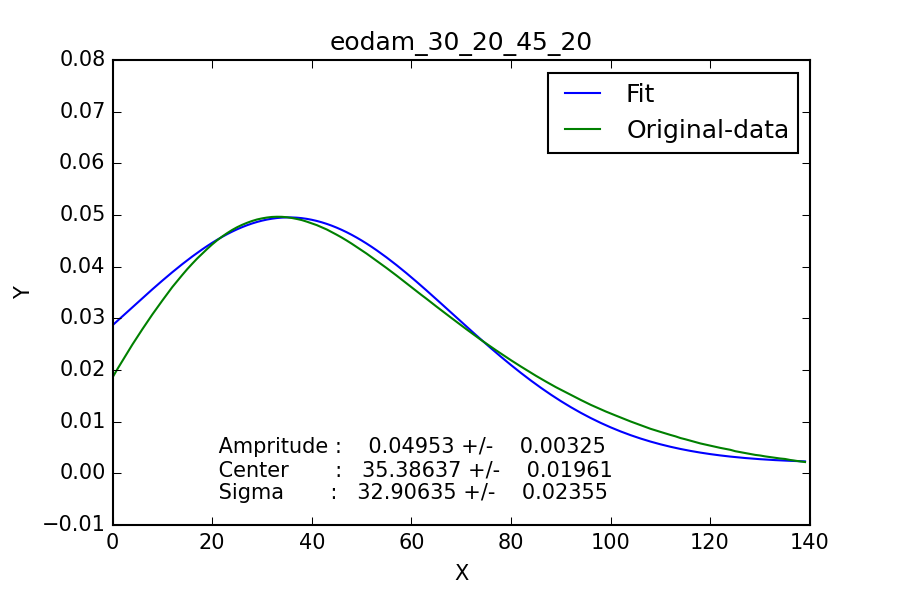 eodam_30_20_45_20
Fit
Original-data
0.08
0.07
0.06
0.05
0.04
0.03
0.02
0.01
0.00
−0.01
Y
Ampritude : 0.04953 +/- 0.00325
Center : 35.38637 +/- 0.01961
Sigma : 32.90635 +/- 0.02355
0 20 40 60 80 100 120 140
X